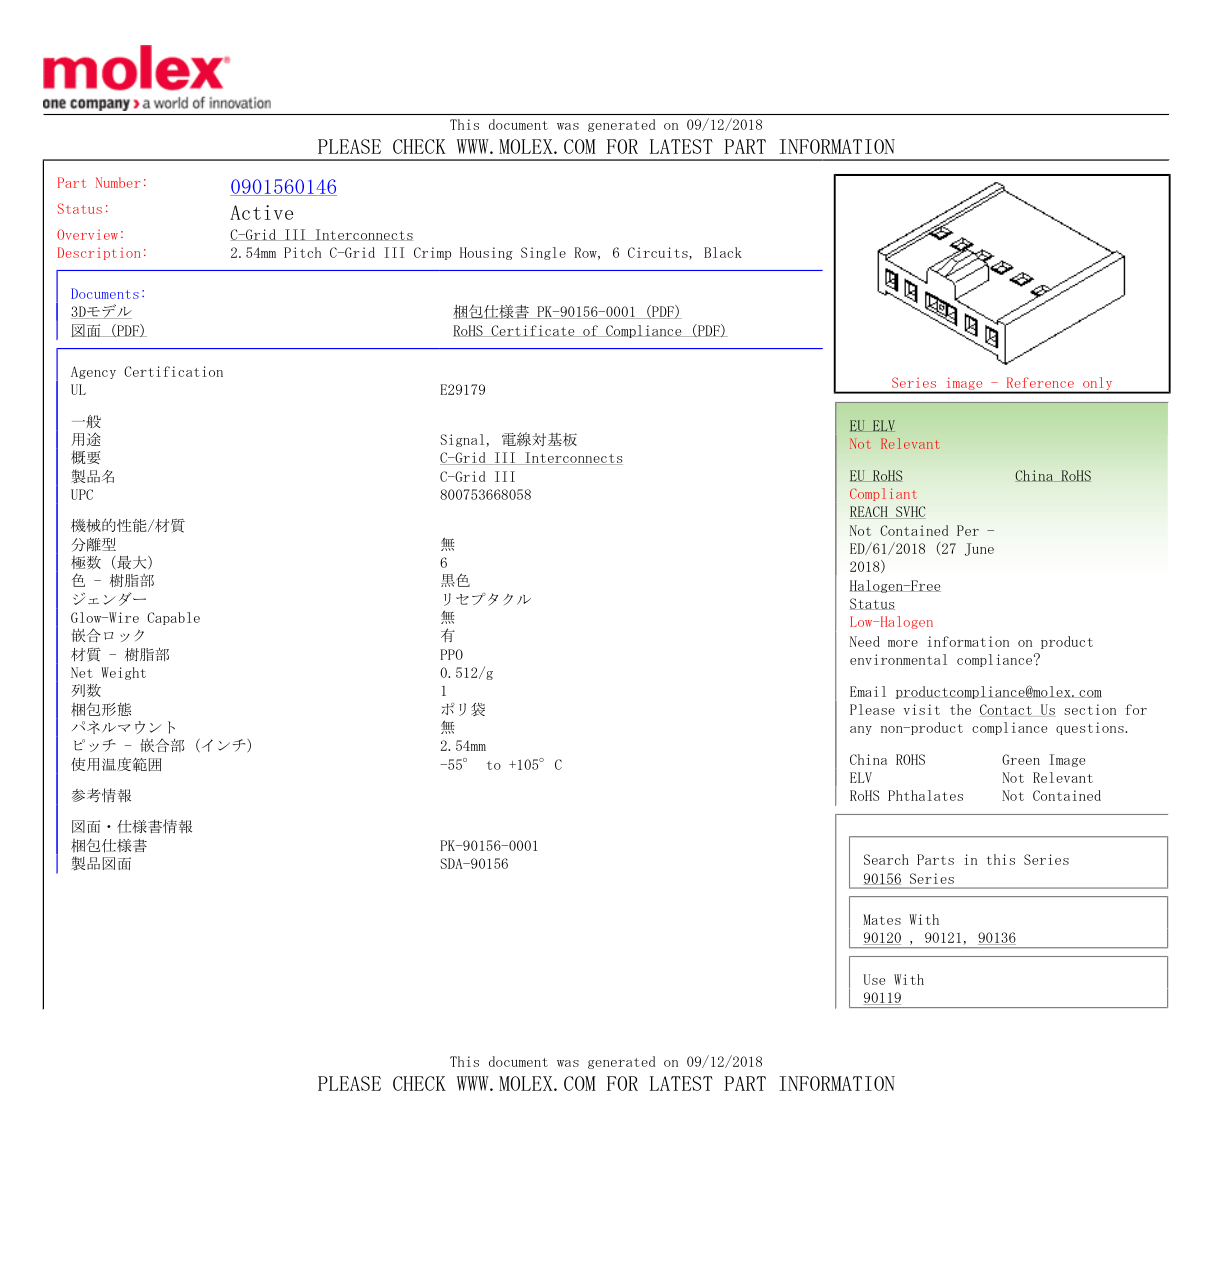 molex®
one company › a world of innovation
This document was generated on 09/12/2018
PLEASE CHECK WWW.MOLEX.COM FOR LATEST PART INFORMATION
Part Number: 0901560146
Status: Active
Overview: C-Grid III Interconnects
Description: 2.54mm Pitch C-Grid III Crimp Housing Single Row, 6 Circuits, Black
Documents:
3Dモデル 梱包仕様書 PK-90156-0001 (PDF)
図面 (PDF) RoHS Certificate of Compliance (PDF)
Agency Certification
UL E29179
一般
用途 Signal, 電線対基板
概要 C-Grid III Interconnects
製品名 C-Grid III
UPC 800753668058
機械的性能/材質
分離型 無
極数 (最大) 6
色 - 樹脂部 黒色
ジェンダー リセプタクル
Glow-Wire Capable 無
嵌合ロック 有
材質 - 樹脂部 PPO
Net Weight 0.512/g
列数 1
梱包形態 ポリ袋
パネルマウント 無
ピッチ - 嵌合部 (インチ) 2.54mm
使用温度範囲 -55° to +105°C
参考情報
図面・仕様書情報
梱包仕様書 PK-90156-0001
製品図面 SDA-90156
Series image - Reference only
EU ELV
Not Relevant
EU RoHS China RoHS
Compliant
REACH SVHC
Not Contained Per -
ED/61/2018 (27 June
2018)
Halogen-Free
Status
Low-Halogen
Need more information on product
environmental compliance?
Email productcompliance@molex.com
Please visit the Contact Us section for
any non-product compliance questions.
China ROHS Green Image
ELV Not Relevant
RoHS Phthalates Not Contained
Search Parts in this Series
90156 Series
Mates With
90120 , 90121, 90136
Use With
90119
This document was generated on 09/12/2018
PLEASE CHECK WWW.MOLEX.COM FOR LATEST PART INFORMATION